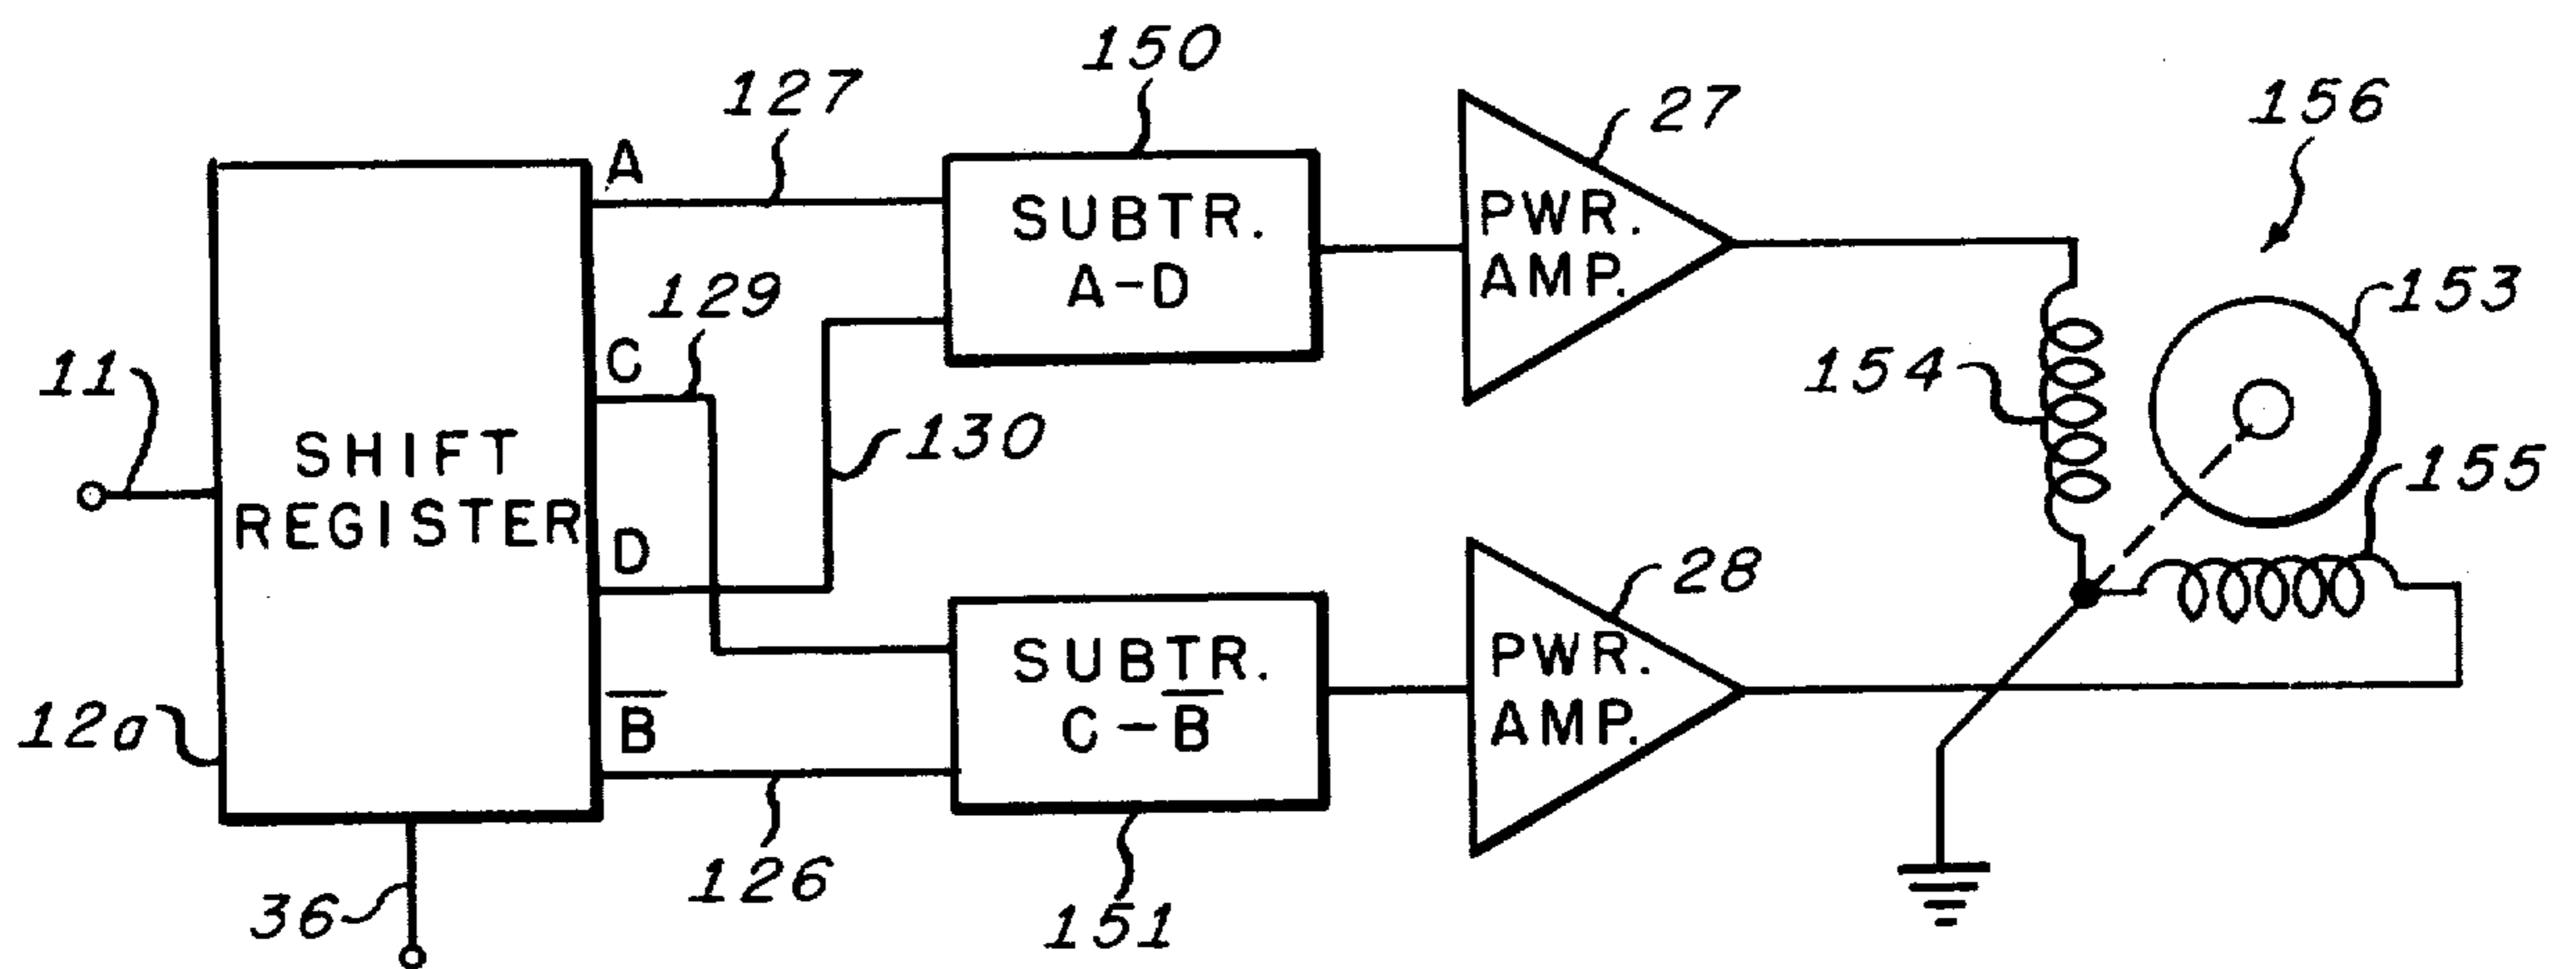 150
127
27
156
A
SUBTR.
A-D
PWR.
AMP.
129
153
C
154
11
130
SHIFT
REGISTER
155
D
28
SUBTR.
C-B̅
PWR.
AMP.
B̅
12a
126
36
151